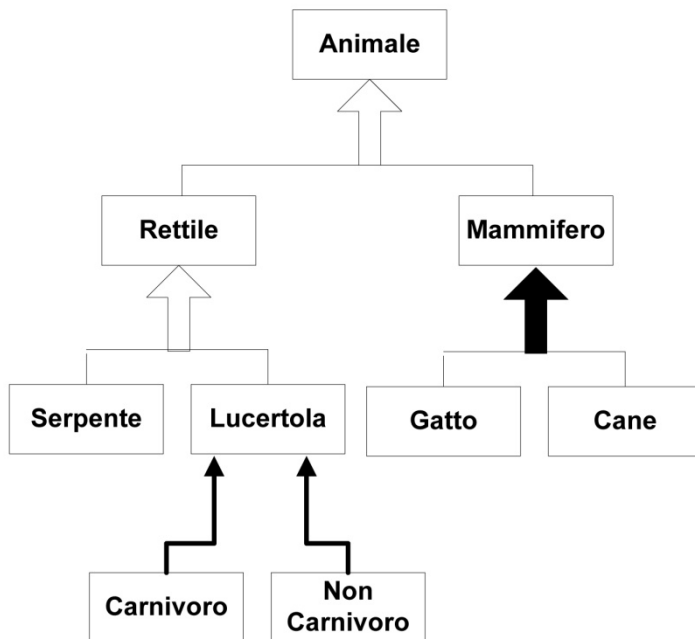 Animale
Rettile
Mammifero
Serpente
Lucertola
Gatto
Cane
Carnivoro
Non
Carnivoro